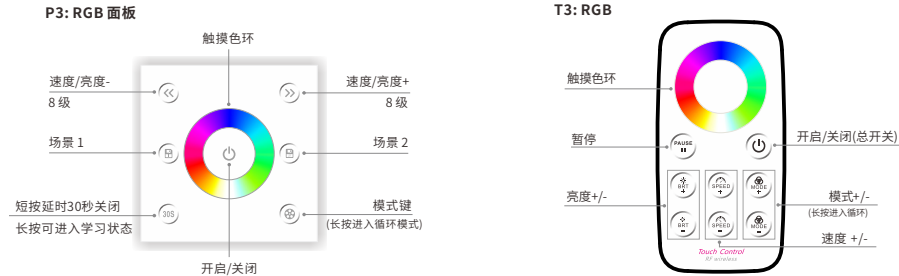 P3: RGB 面板
触摸色环
速度/亮度-
8 级
速度/亮度+
8 级
场景 1
场景 2
短按延时30秒关闭
长按可进入学习状态
30S
模式键
(长按进入循环模式)
开启/关闭
T3: RGB
触摸色环
暂停
PAUSE
开启/关闭(总开关)
亮度+/-
BRT
+
SPEED
+
MODE
+
BRT
-
SPEED
-
MODE
-
模式+/-
(长按进入循环)
速度 +/-
Touch Control
RF wireless